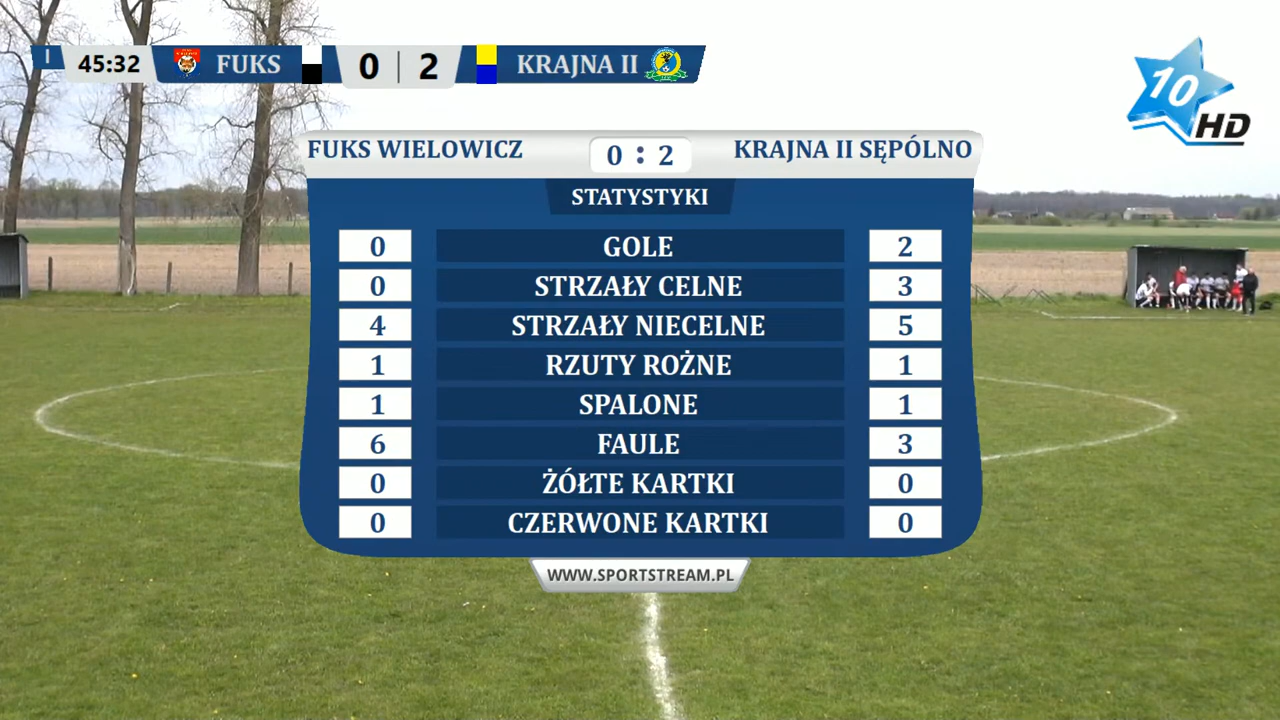 I 45:32 FUKS 0 | 2 KRAJNA II
10 HD
FUKS WIELOWICZ 0 : 2 KRAJNA II SĘPÓLNO
STATYSTYKI
0 GOLE 2
0 STRZAŁY CELNE 3
4 STRZAŁY NIECELNE 5
1 RZUTY ROŻNE 1
1 SPALONE 1
6 FAULE 3
0 ŻÓŁTE KARTKI 0
0 CZERWONE KARTKI 0
WWW.SPORTSTREAM.PL